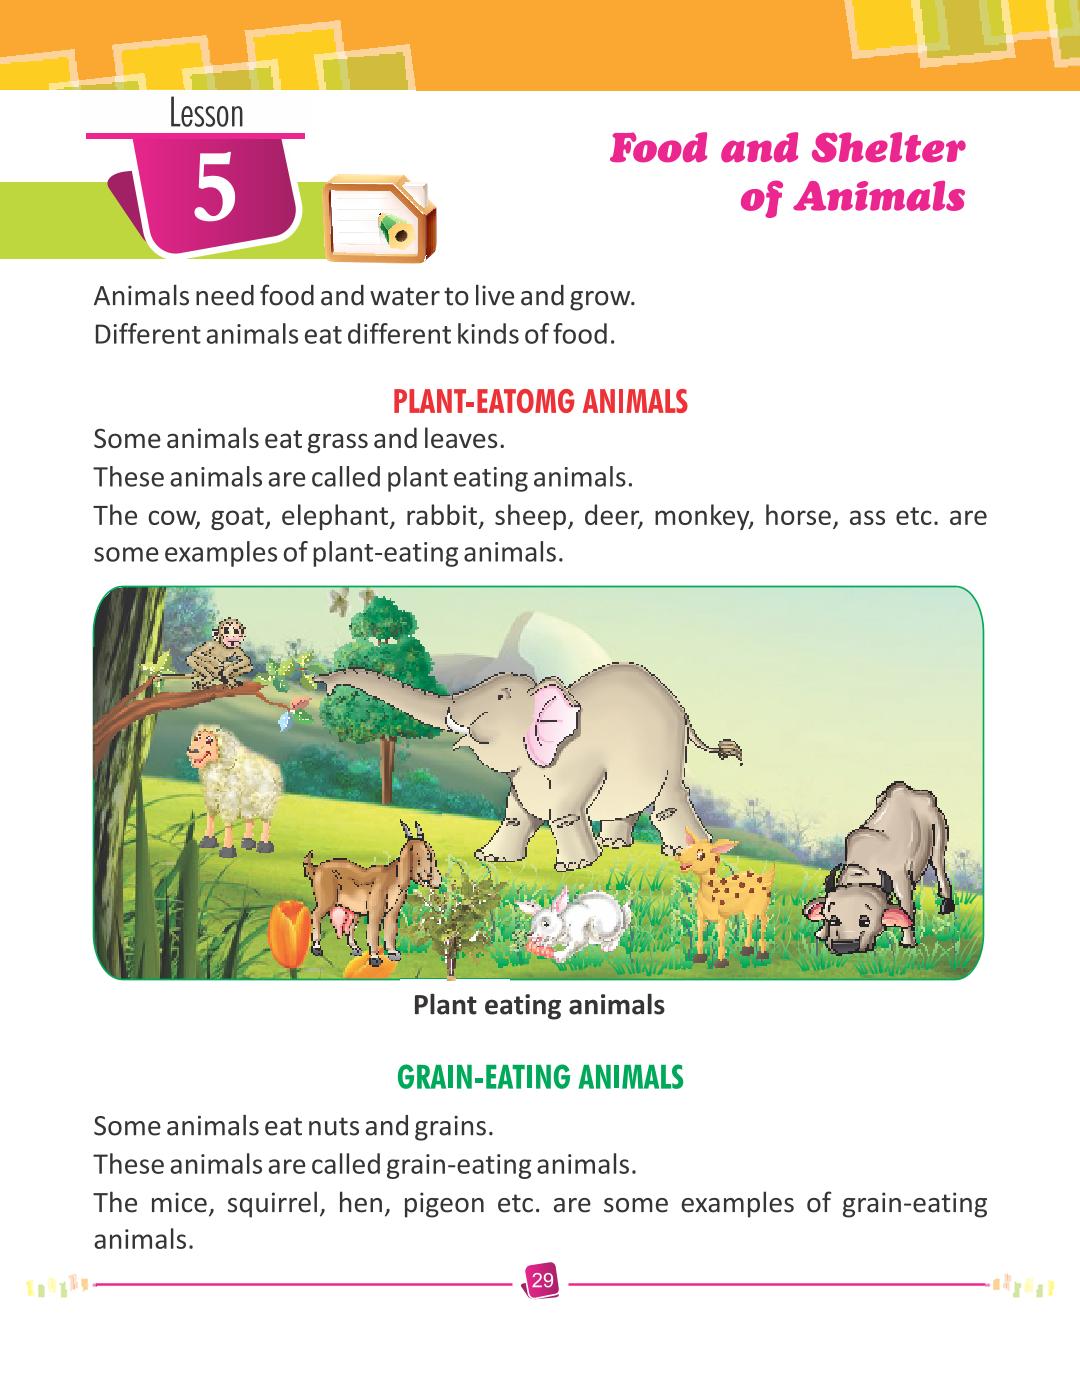 Lesson
5
Food and Shelter
of Animals
Animals need food and water to live and grow.
Different animals eat different kinds of food.
PLANT-EATOMG ANIMALS
Some animals eat grass and leaves.
These animals are called plant eating animals.
The cow, goat, elephant, rabbit, sheep, deer, monkey, horse, ass etc. are
some examples of plant-eating animals.
Plant eating animals
GRAIN-EATING ANIMALS
Some animals eat nuts and grains.
These animals are called grain-eating animals.
The mice, squirrel, hen, pigeon etc. are some examples of grain-eating
animals.
29